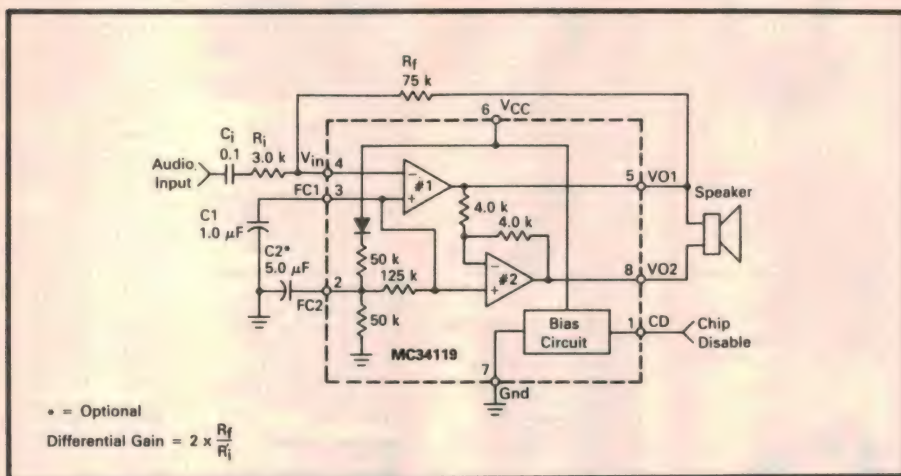 Rf
75 k
6 VCC
Ci
0.1
Ri
3.0 k
Vin 4
Audio
Input
FC1 3
#1
5 VO1
Speaker
4.0 k
4.0 k
C1
1.0 µF
C2*
5.0 µF
50 k
125 k
#2
8 VO2
2
FC2
50 k
Bias
Circuit
1 CD
Chip
Disable
MC34119
7
Gnd
• = Optional
Differential Gain = 2 x Rf
Ri